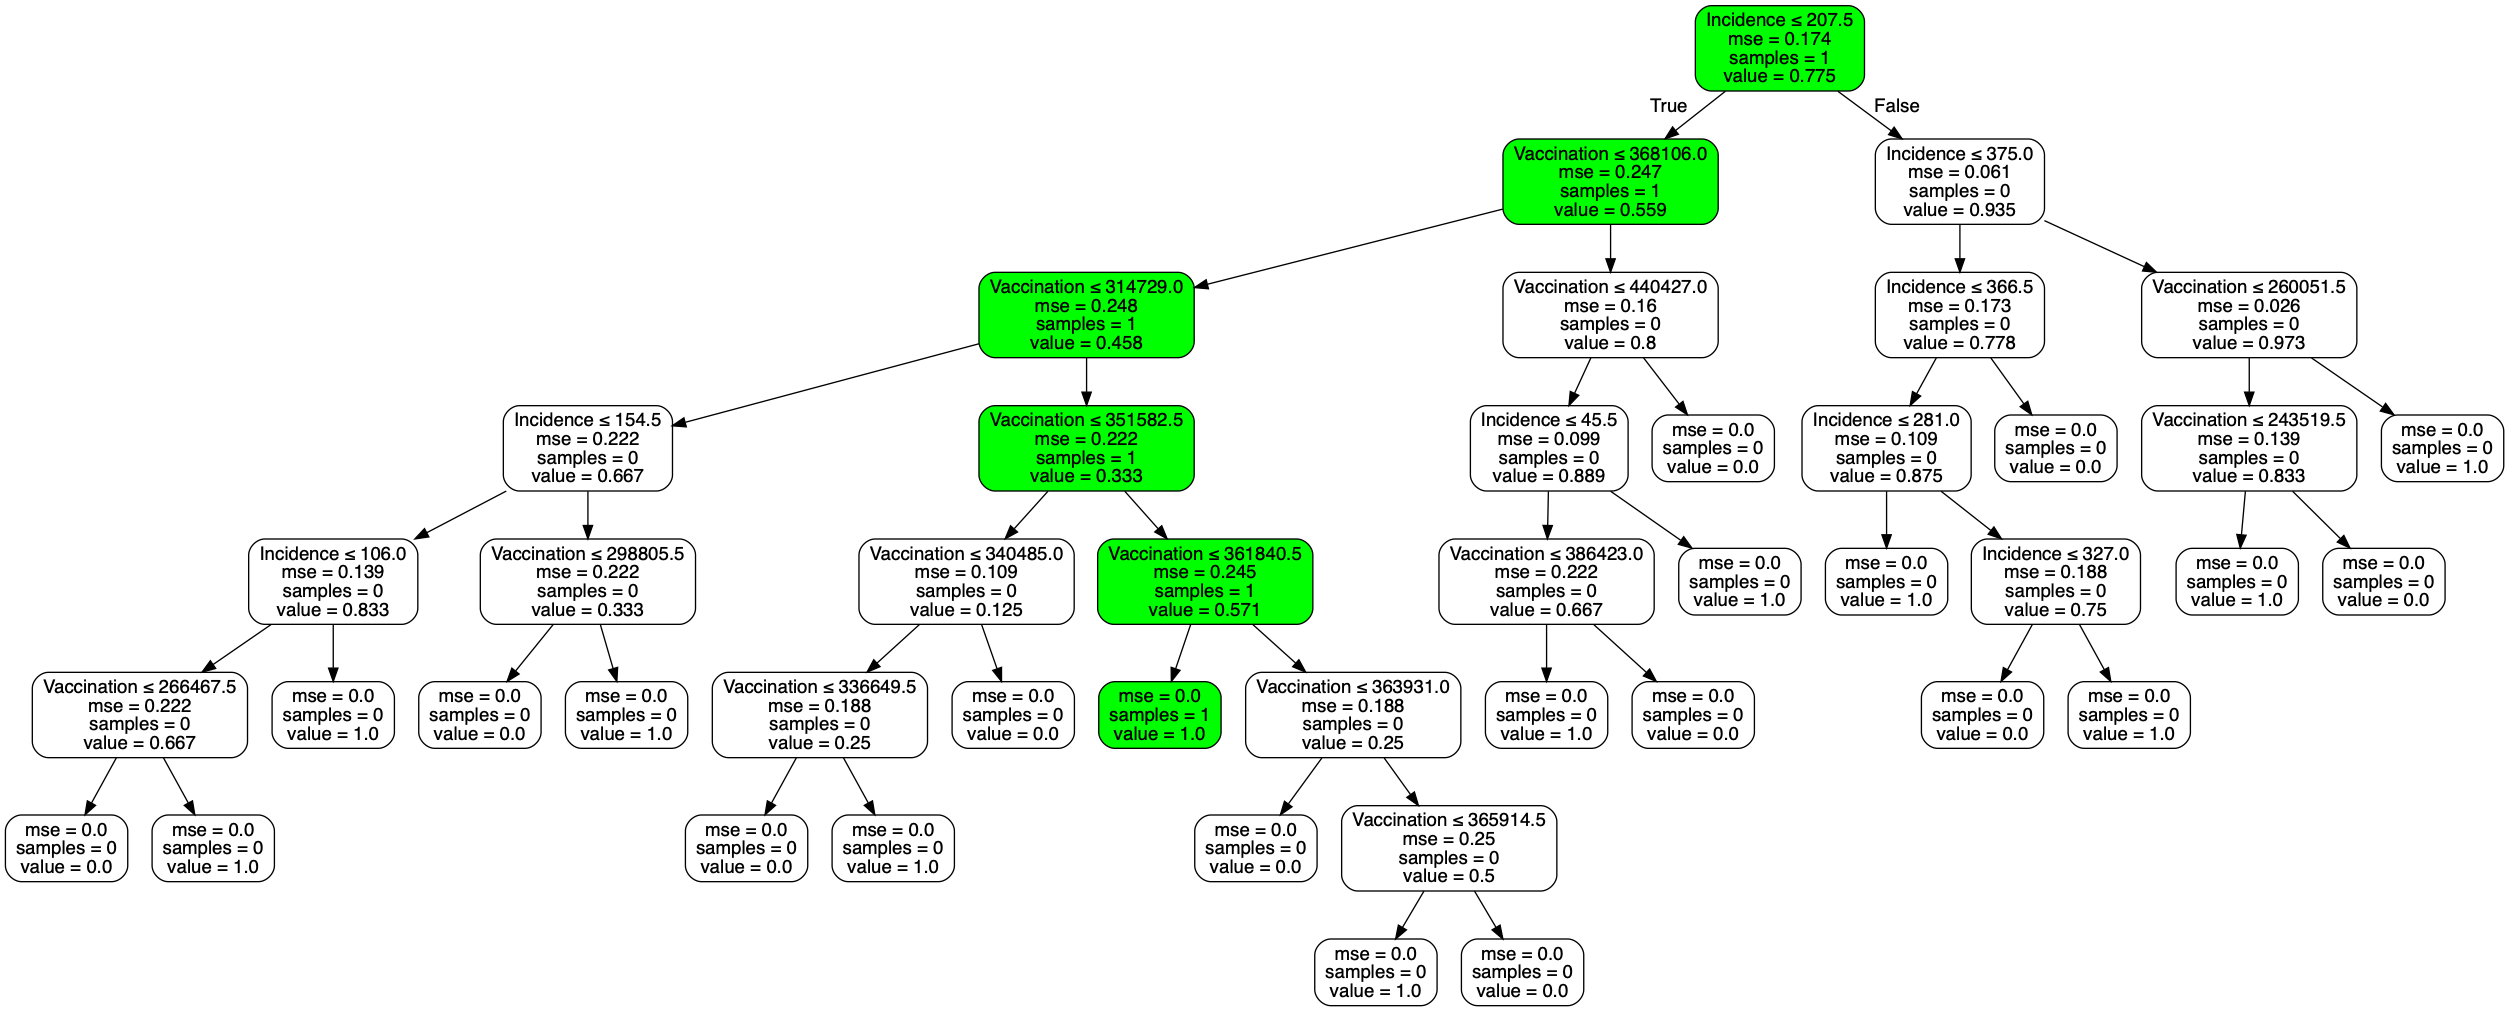 Incidence ≤ 207.5
mse = 0.174
samples = 1
value = 0.775
True
False
Vaccination ≤ 368106.0
mse = 0.247
samples = 1
value = 0.559
Incidence ≤ 375.0
mse = 0.061
samples = 0
value = 0.935
Vaccination ≤ 314729.0
mse = 0.248
samples = 1
value = 0.458
Vaccination ≤ 440427.0
mse = 0.16
samples = 0
value = 0.8
Incidence ≤ 366.5
mse = 0.173
samples = 0
value = 0.778
Vaccination ≤ 260051.5
mse = 0.026
samples = 0
value = 0.973
Incidence ≤ 154.5
mse = 0.222
samples = 0
value = 0.667
Vaccination ≤ 351582.5
mse = 0.222
samples = 1
value = 0.333
Incidence ≤ 45.5
mse = 0.099
samples = 0
value = 0.889
mse = 0.0
samples = 0
value = 0.0
Incidence ≤ 281.0
mse = 0.109
samples = 0
value = 0.875
mse = 0.0
samples = 0
value = 0.0
Vaccination ≤ 243519.5
mse = 0.139
samples = 0
value = 0.833
mse = 0.0
samples = 0
value = 1.0
Incidence ≤ 106.0
mse = 0.139
samples = 0
value = 0.833
Vaccination ≤ 298805.5
mse = 0.222
samples = 0
value = 0.333
Vaccination ≤ 340485.0
mse = 0.109
samples = 0
value = 0.125
Vaccination ≤ 361840.5
mse = 0.245
samples = 1
value = 0.571
Vaccination ≤ 386423.0
mse = 0.222
samples = 0
value = 0.667
mse = 0.0
samples = 0
value = 1.0
mse = 0.0
samples = 0
value = 1.0
Incidence ≤ 327.0
mse = 0.188
samples = 0
value = 0.75
mse = 0.0
samples = 0
value = 1.0
mse = 0.0
samples = 0
value = 0.0
Vaccination ≤ 266467.5
mse = 0.222
samples = 0
value = 0.667
mse = 0.0
samples = 0
value = 1.0
mse = 0.0
samples = 0
value = 0.0
mse = 0.0
samples = 0
value = 1.0
Vaccination ≤ 336649.5
mse = 0.188
samples = 0
value = 0.25
mse = 0.0
samples = 0
value = 0.0
mse = 0.0
samples = 1
value = 1.0
Vaccination ≤ 363931.0
mse = 0.188
samples = 0
value = 0.25
mse = 0.0
samples = 0
value = 1.0
mse = 0.0
samples = 0
value = 0.0
mse = 0.0
samples = 0
value = 0.0
mse = 0.0
samples = 0
value = 1.0
mse = 0.0
samples = 0
value = 0.0
mse = 0.0
samples = 0
value = 1.0
mse = 0.0
samples = 0
value = 0.0
mse = 0.0
samples = 0
value = 1.0
mse = 0.0
samples = 0
value = 0.0
Vaccination ≤ 365914.5
mse = 0.25
samples = 0
value = 0.5
mse = 0.0
samples = 0
value = 1.0
mse = 0.0
samples = 0
value = 0.0